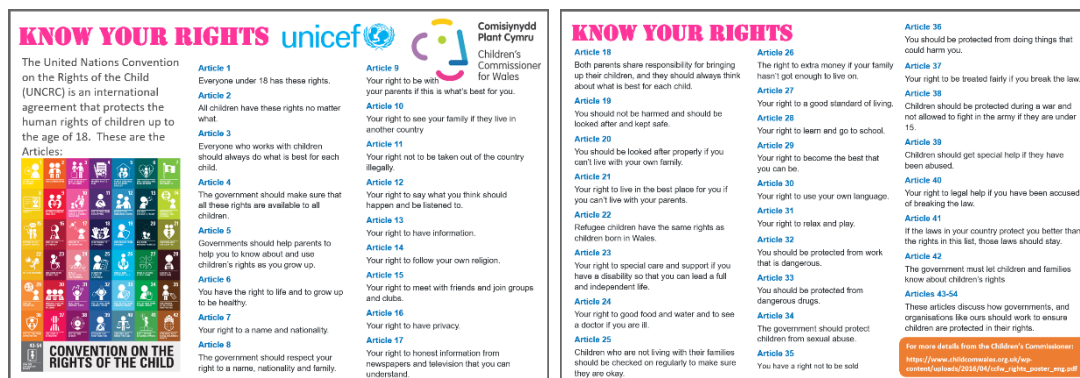 KNOW YOUR RIGHTS
unicef
Comisiynydd
Plant Cymru
Children's
Commissioner
for Wales
The United Nations Convention
on the Rights of the Child
(UNCRC) is an international
agreement that protects the
human rights of children up to
the age of 18.  These are the
Articles:
43-54
CONVENTION ON THE
RIGHTS OF THE CHILD
Article 1
Everyone under 18 has these rights.
Article 2
All children have these rights no matter
what.
Article 3
Everyone who works with children
should always do what is best for each
child.
Article 4
The government should make sure that
all these rights are available to all
children.
Article 5
Governments should help parents to
help you to know about and use
children's rights as you grow up.
Article 6
You have the right to life and to grow up
to be healthy.
Article 7
Your right to a name and nationality.
Article 8
The government should respect your
right to a name, nationality and family.
Article 9
Your right to be with
your parents if this is what's best for you.
Article 10
Your right to see your family if they live in
another country
Article 11
Your right not to be taken out of the country
illegally.
Article 12
Your right to say what you think should
happen and be listened to.
Article 13
Your right to have information.
Article 14
Your right to follow your own religion.
Article 15
Your right to meet with friends and join groups
and clubs.
Article 16
Your right to have privacy.
Article 17
Your right to honest information from
newspapers and television that you can
understand.
KNOW YOUR RIGHTS
Article 18
Both parents share responsibility for bringing
up their children, and they should always think
about what is best for each child.
Article 19
You should not be harmed and should be
looked after and kept safe.
Article 20
You should be looked after properly if you
can't live with your own family.
Article 21
Your right to live in the best place for you if
you can't live with your parents.
Article 22
Refugee children have the same rights as
children born in Wales.
Article 23
Your right to special care and support if you
have a disability so that you can lead a full
and independent life.
Article 24
Your right to good food and water and to see
a doctor if you are ill.
Article 25
Children who are not living with their families
should be checked on regularly to make sure
they are okay.
Article 26
The right to extra money if your family
hasn't got enough to live on.
Article 27
Your right to a good standard of living.
Article 28
Your right to learn and go to school.
Article 29
Your right to become the best that
you can be.
Article 30
Your right to use your own language.
Article 31
Your right to relax and play.
Article 32
You should be protected from work
that is dangerous.
Article 33
You should be protected from
dangerous drugs.
Article 34
The government should protect
children from sexual abuse.
Article 35
You have a right not to be sold
Article 36
You should be protected from doing things that
could harm you.
Article 37
Your right to be treated fairly if you break the law.
Article 38
Children should be protected during a war and
not allowed to fight in the army if they are under
15.
Article 39
Children should get special help if they have
been abused.
Article 40
Your right to legal help if you have been accused
of breaking the law.
Article 41
If the laws in your country protect you better than
the rights in this list, those laws should stay.
Article 42
The government must let children and families
know about children's rights
Articles 43-54
These articles discuss how governments, and
organisations like ours should work to ensure
children are protected in their rights.
For more details from the Children's Commissioner:
https://www.childcomwales.org.uk/wp-
content/uploads/2016/04/ccfw_rights_poster_eng.pdf